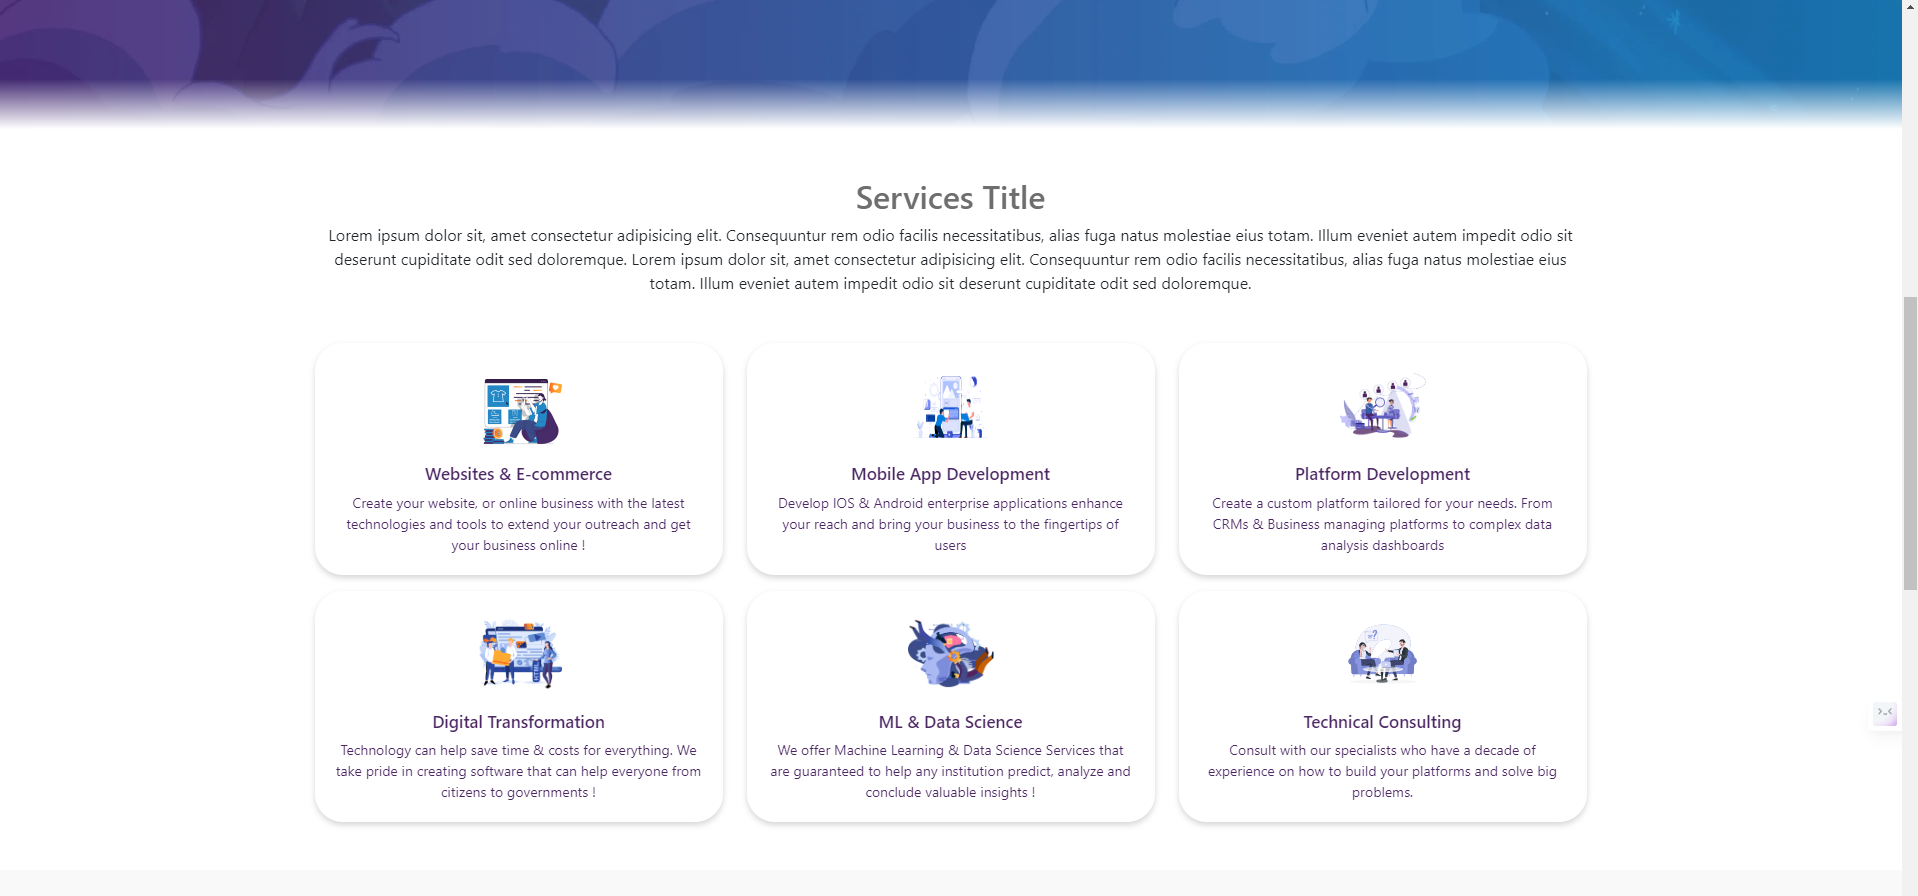 Services Title
Lorem ipsum dolor sit, amet consectetur adipisicing elit. Consequuntur rem odio facilis necessitatibus, alias fuga natus molestiae eius totam. Illum eveniet autem impedit odio sit
deserunt cupiditate odit sed doloremque. Lorem ipsum dolor sit, amet consectetur adipisicing elit. Consequuntur rem odio facilis necessitatibus, alias fuga natus molestiae eius
totam. Illum eveniet autem impedit odio sit deserunt cupiditate odit sed doloremque.
Websites & E-commerce
Create your website, or online business with the latest
technologies and tools to extend your outreach and get
your business online !
Mobile App Development
Develop IOS & Android enterprise applications enhance
your reach and bring your business to the fingertips of
users
Platform Development
Create a custom platform tailored for your needs. From
CRMs & Business managing platforms to complex data
analysis dashboards
Digital Transformation
Technology can help save time & costs for everything. We
take pride in creating software that can help everyone from
citizens to governments !
ML & Data Science
We offer Machine Learning & Data Science Services that
are guaranteed to help any institution predict, analyze and
conclude valuable insights !
Technical Consulting
Consult with our specialists who have a decade of
experience on how to build your platforms and solve big
problems.